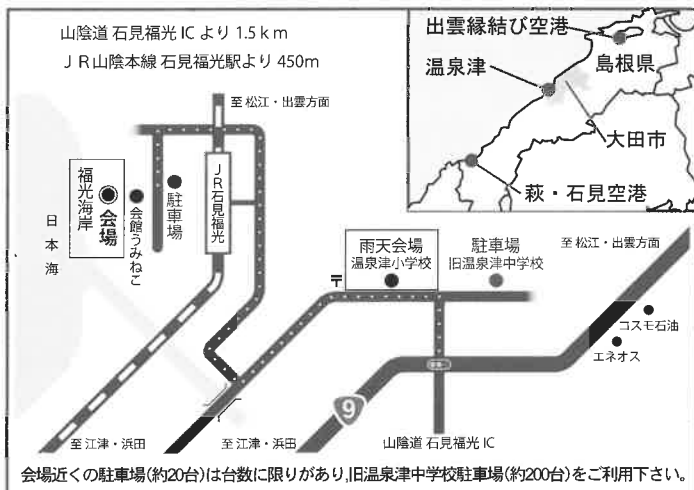 山陰道 石見福光 IC より 1.5 k m
ＪＲ山陰本線 石見福光駅より 450m
出雲縁結び空港
島根県
温泉津
大田市
萩・石見空港
至 松江・出雲方面
ＪＲ石見福光
駐車場
会館うみねこ
会場
福光海岸
日本海
雨天会場
温泉津小学校
駐車場
旧温泉津中学校
至 松江・出雲方面
〒
コスモ石油
エネオス
9
至 江津・浜田
至 江津・浜田
山陰道 石見福光 IC
会場近くの駐車場(約20台)は台数に限りがあり,旧温泉津中学校駐車場(約200台)をご利用下さい。